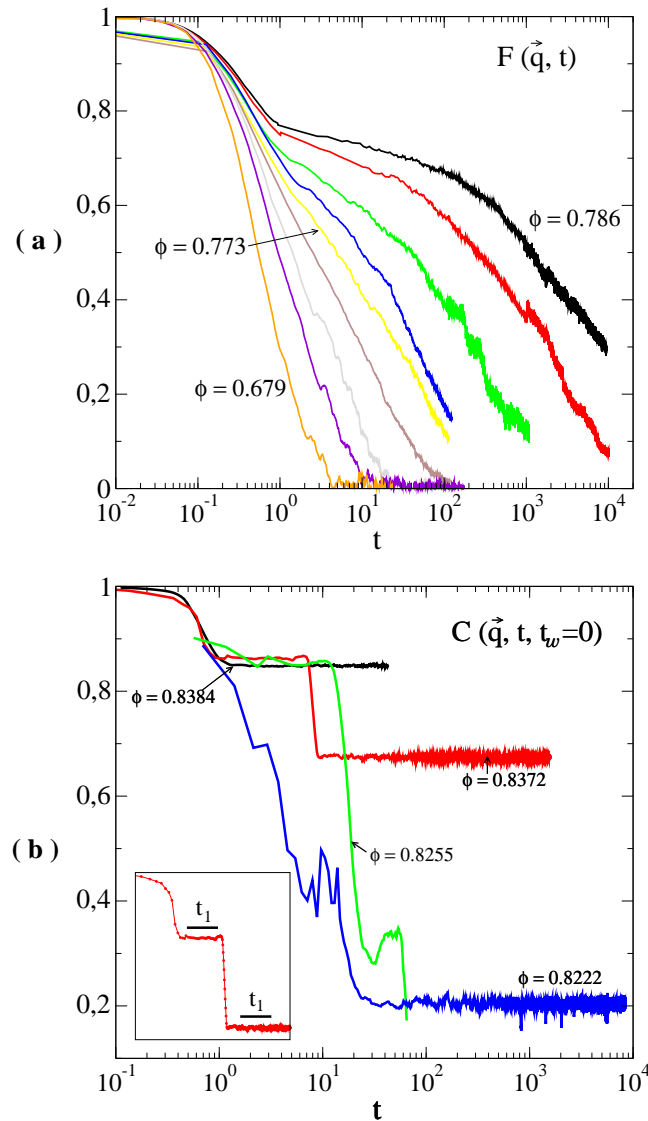 1
F (q⃗, t)
0,8
ϕ = 0.786
0,6
( a )
ϕ = 0.773
0,4
ϕ = 0.679
0,2
0
10⁻² 10⁻¹ 10⁰ 10¹ 10² 10³ 10⁴
t
1
C (q⃗, t, t_w=0)
ϕ = 0.8384
0,8
ϕ = 0.8372
0,6
( b )
ϕ = 0.8255
0,4
t₁
ϕ = 0.8222
0,2
t₁
10⁻¹ 10⁰ 10¹ 10² 10³ 10⁴
t